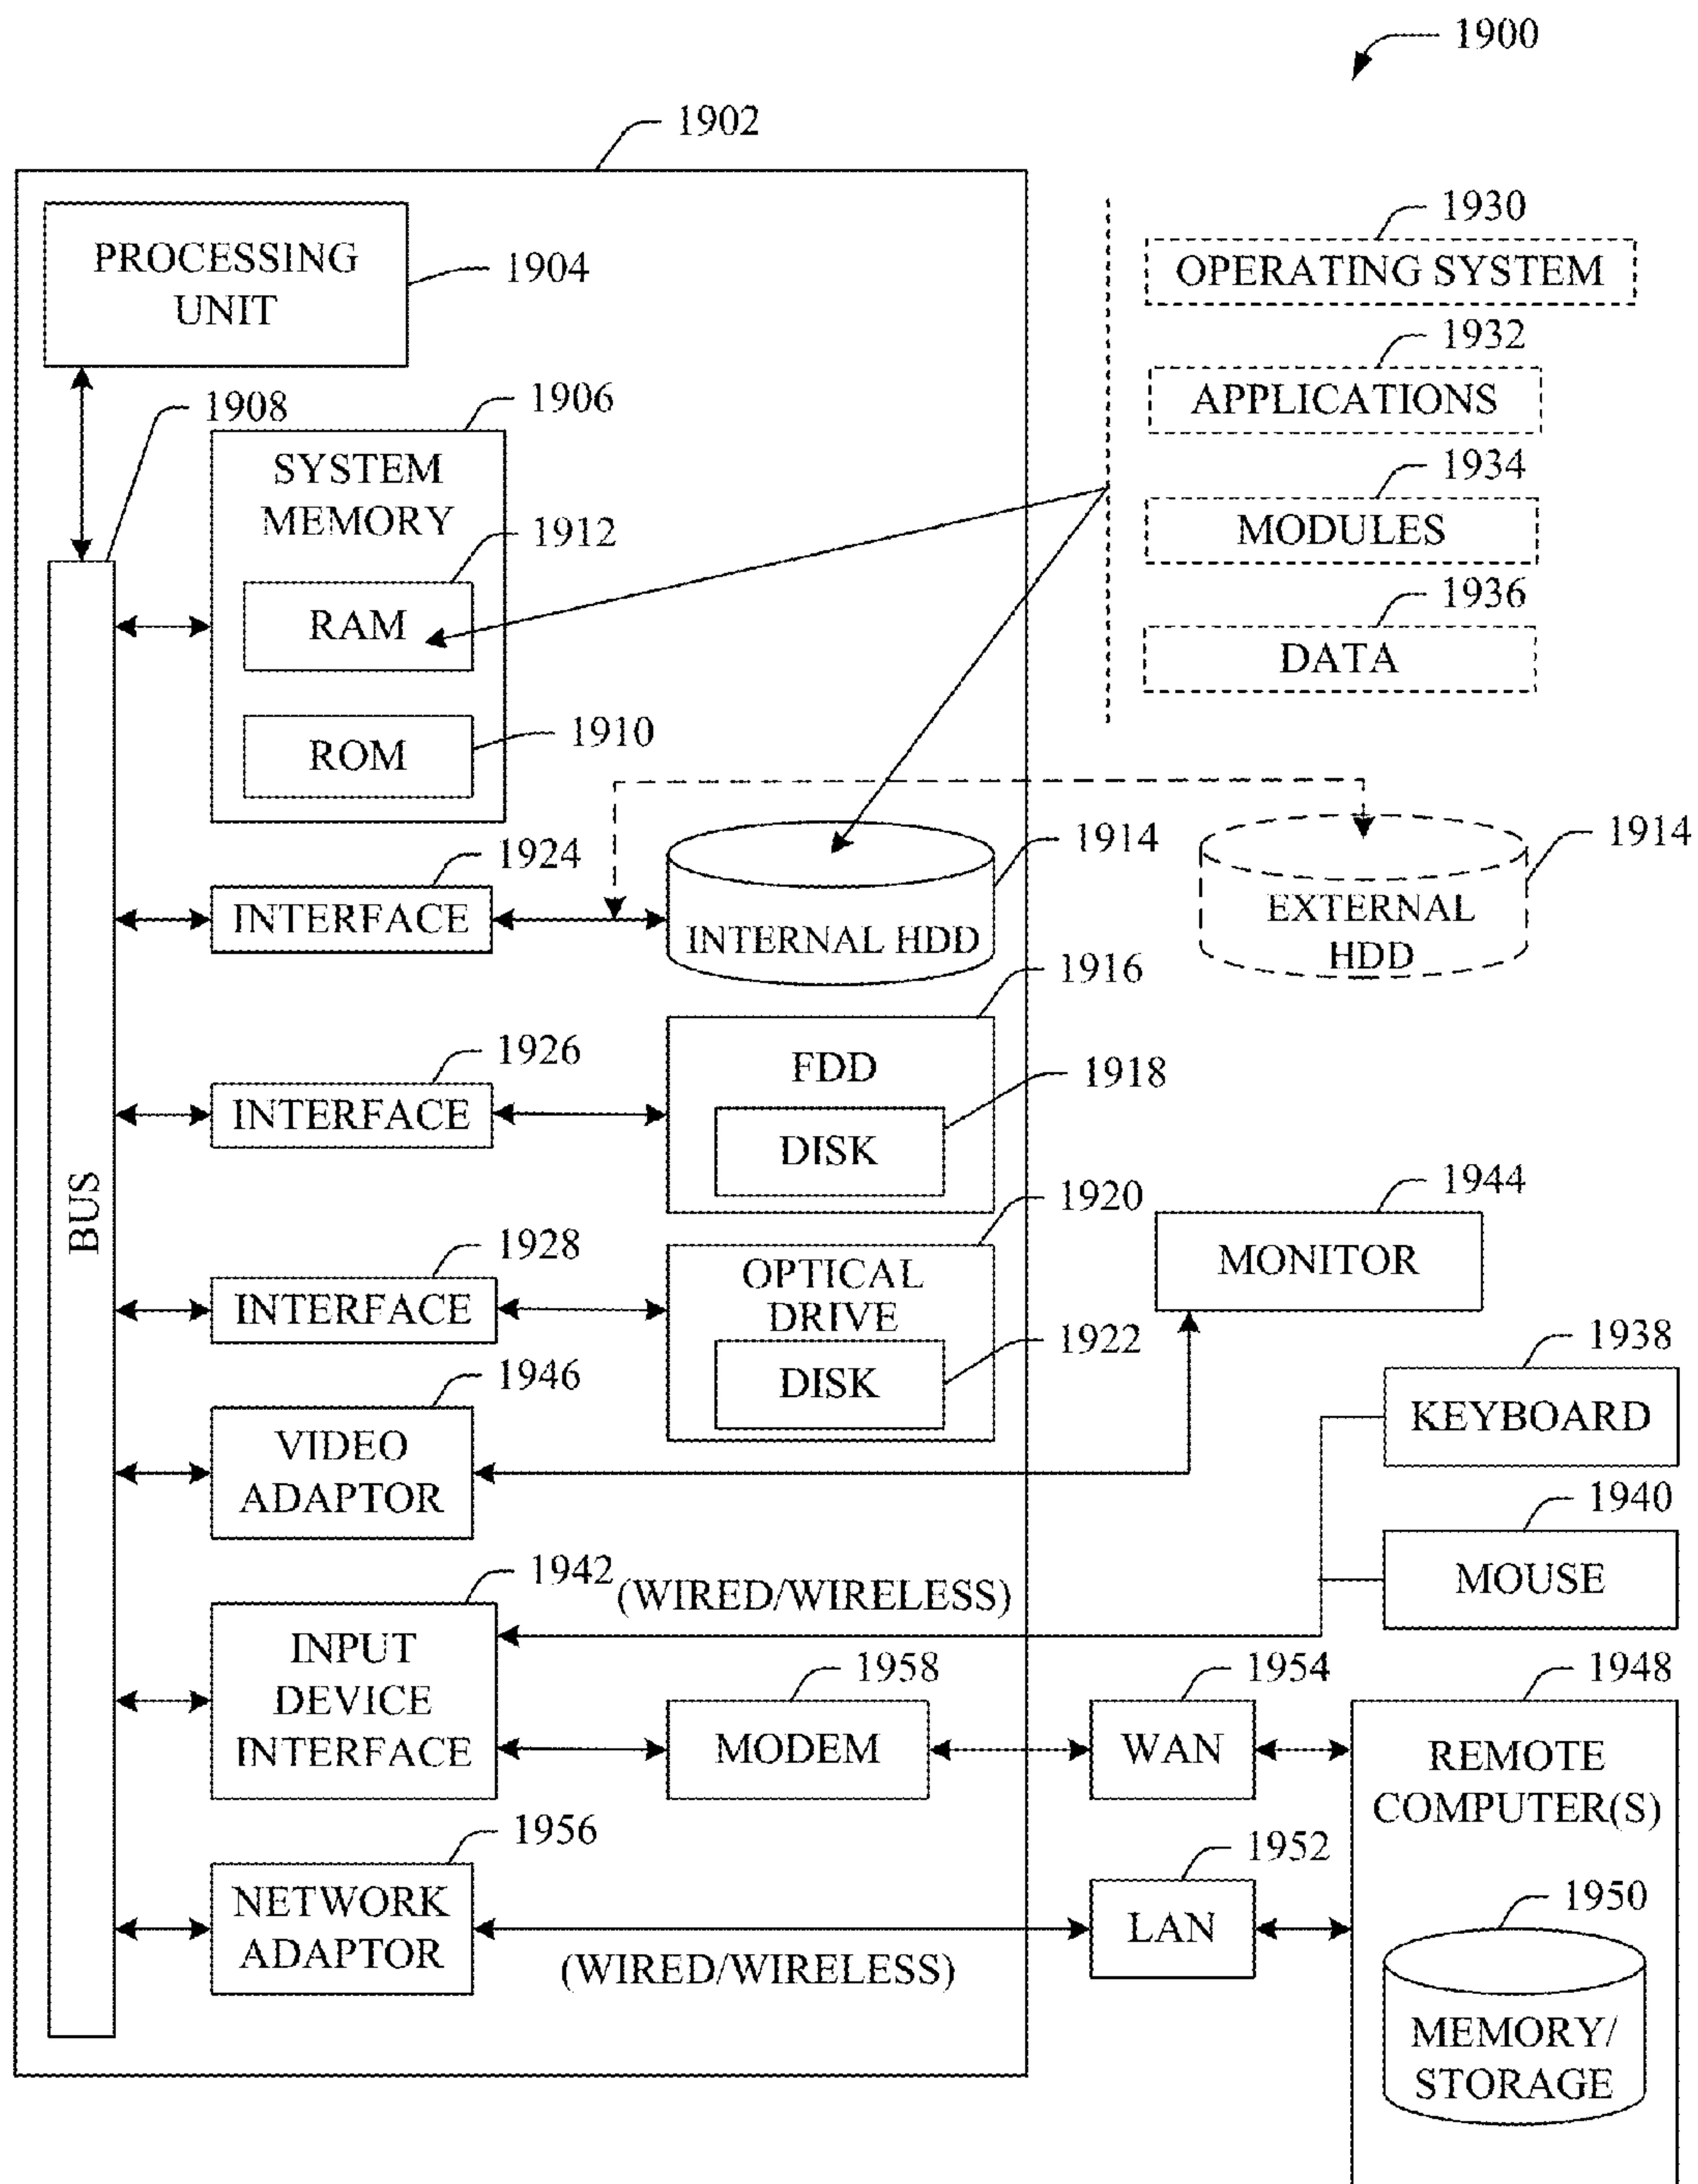 1900
1902
PROCESSING
UNIT
1904
1908
1906
SYSTEM
MEMORY
1912
RAM
ROM
1910
1930
OPERATING SYSTEM
1932
APPLICATIONS
1934
MODULES
1936
DATA
BUS
1924
INTERFACE
INTERNAL HDD
1914
EXTERNAL
HDD
1914
1926
INTERFACE
1916
FDD
DISK
1918
1928
INTERFACE
1920
OPTICAL
DRIVE
DISK
1922
1944
MONITOR
1946
VIDEO
ADAPTOR
1938
KEYBOARD
1940
MOUSE
1942
(WIRED/WIRELESS)
INPUT
DEVICE
INTERFACE
1958
MODEM
1954
WAN
1948
REMOTE
COMPUTER(S)
1956
NETWORK
ADAPTOR
(WIRED/WIRELESS)
1952
LAN
1950
MEMORY/
STORAGE